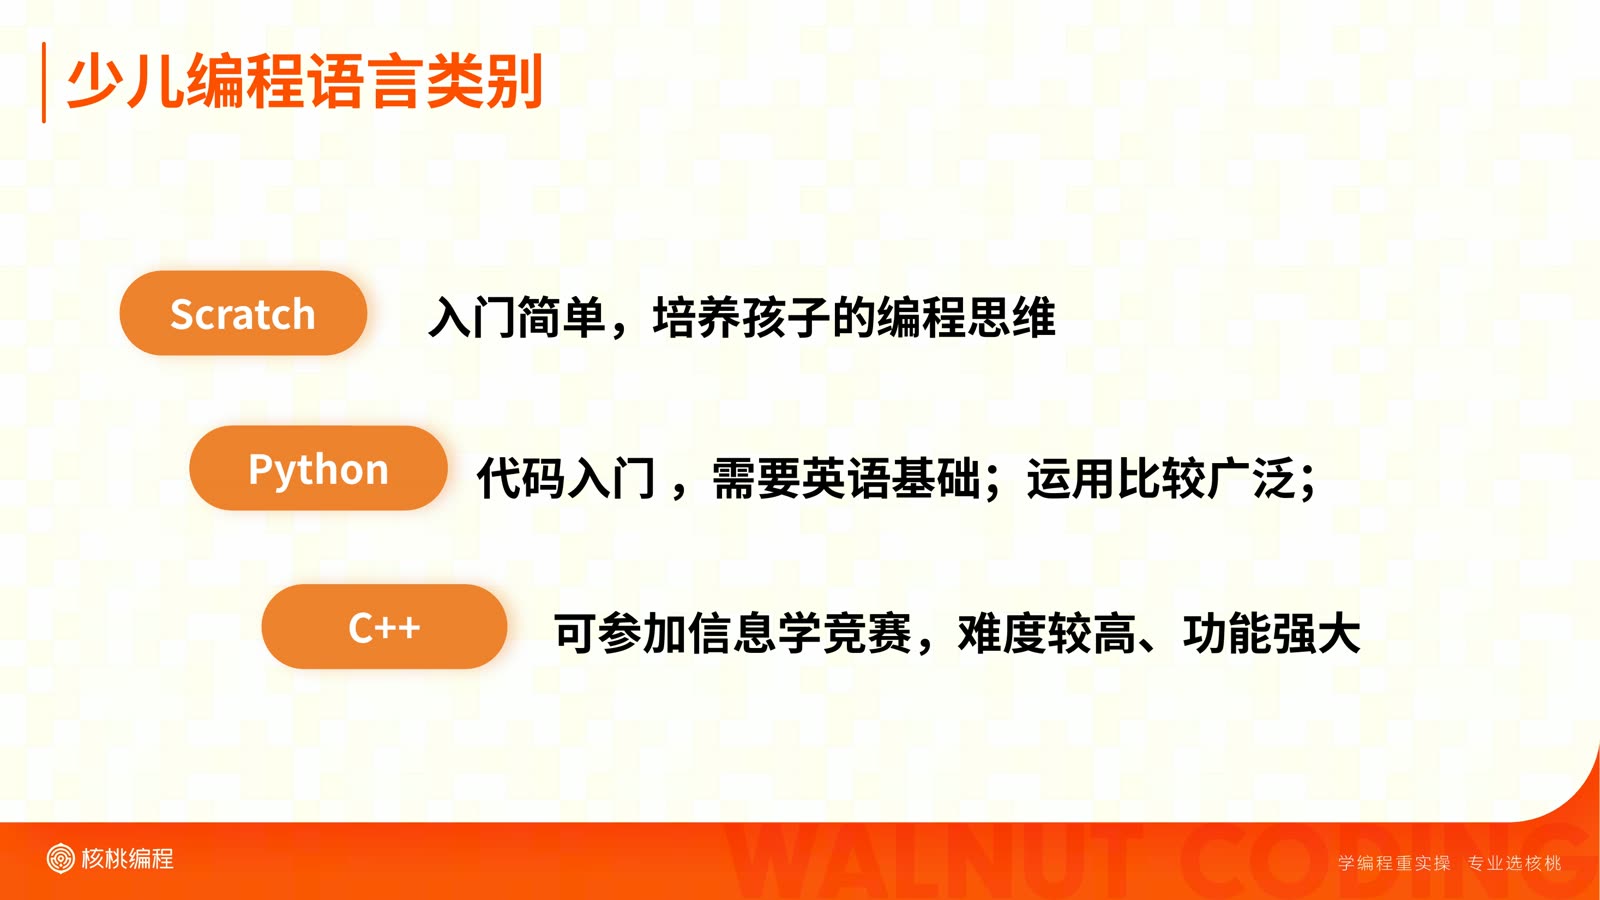 少儿编程语言类别
Scratch
入门简单，培养孩子的编程思维
Python
代码入门 ，需要英语基础；运用比较广泛；
C++
可参加信息学竞赛，难度较高、功能强大
核桃编程
WALNUT CODING
学编程重实操 专业选核桃